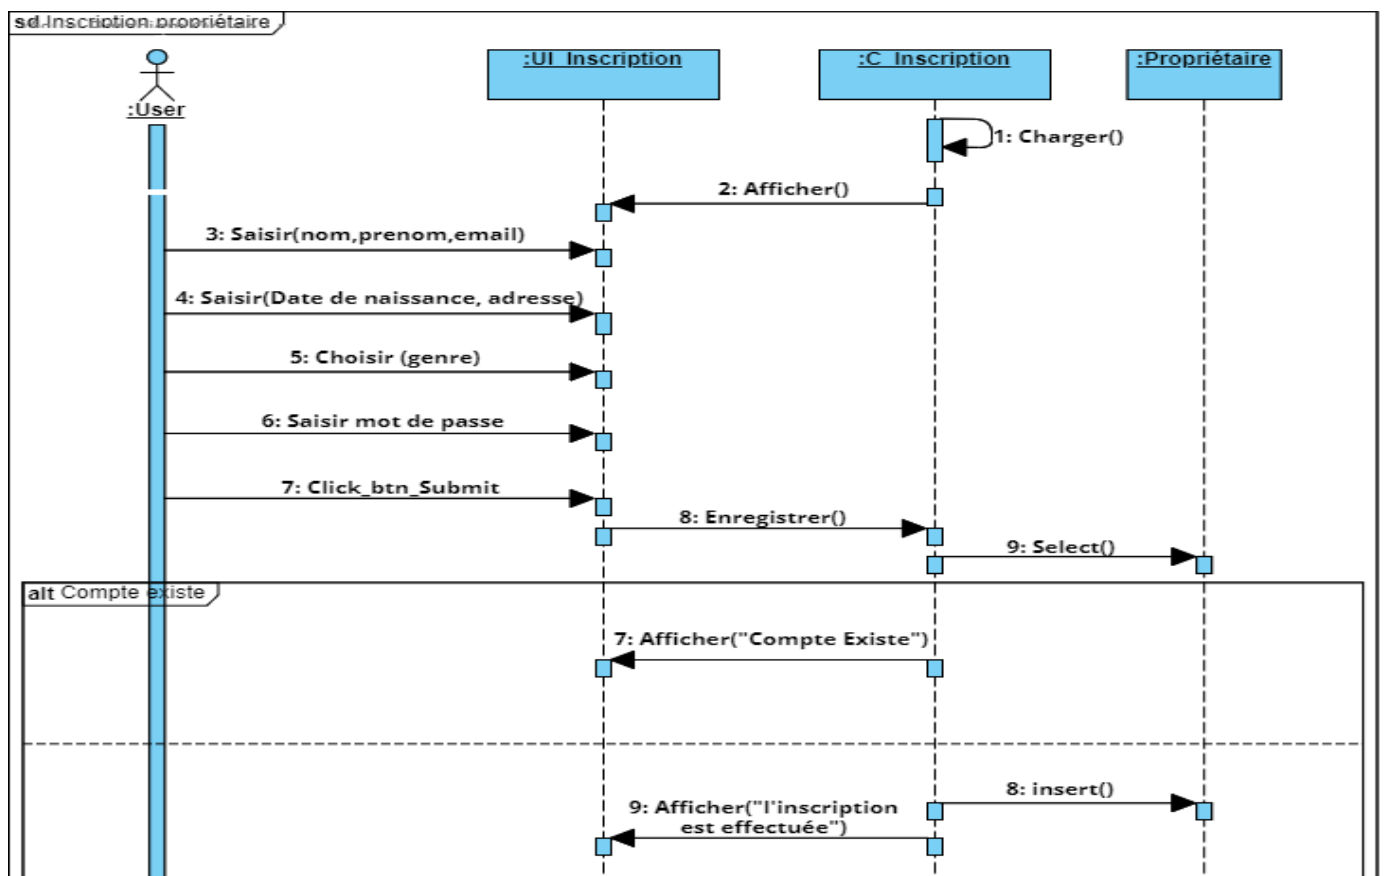 sd Inscription propriétaire
:User
:UI_Inscription
:C_Inscription
:Propriétaire
1: Charger()
2: Afficher()
3: Saisir(nom,prenom,email)
4: Saisir(Date de naissance, adresse)
5: Choisir (genre)
6: Saisir mot de passe
7: Click_btn_Submit
8: Enregistrer()
9: Select()
alt Compte existe
7: Afficher("Compte Existe")
8: insert()
9: Afficher("l'inscription
est effectuée")